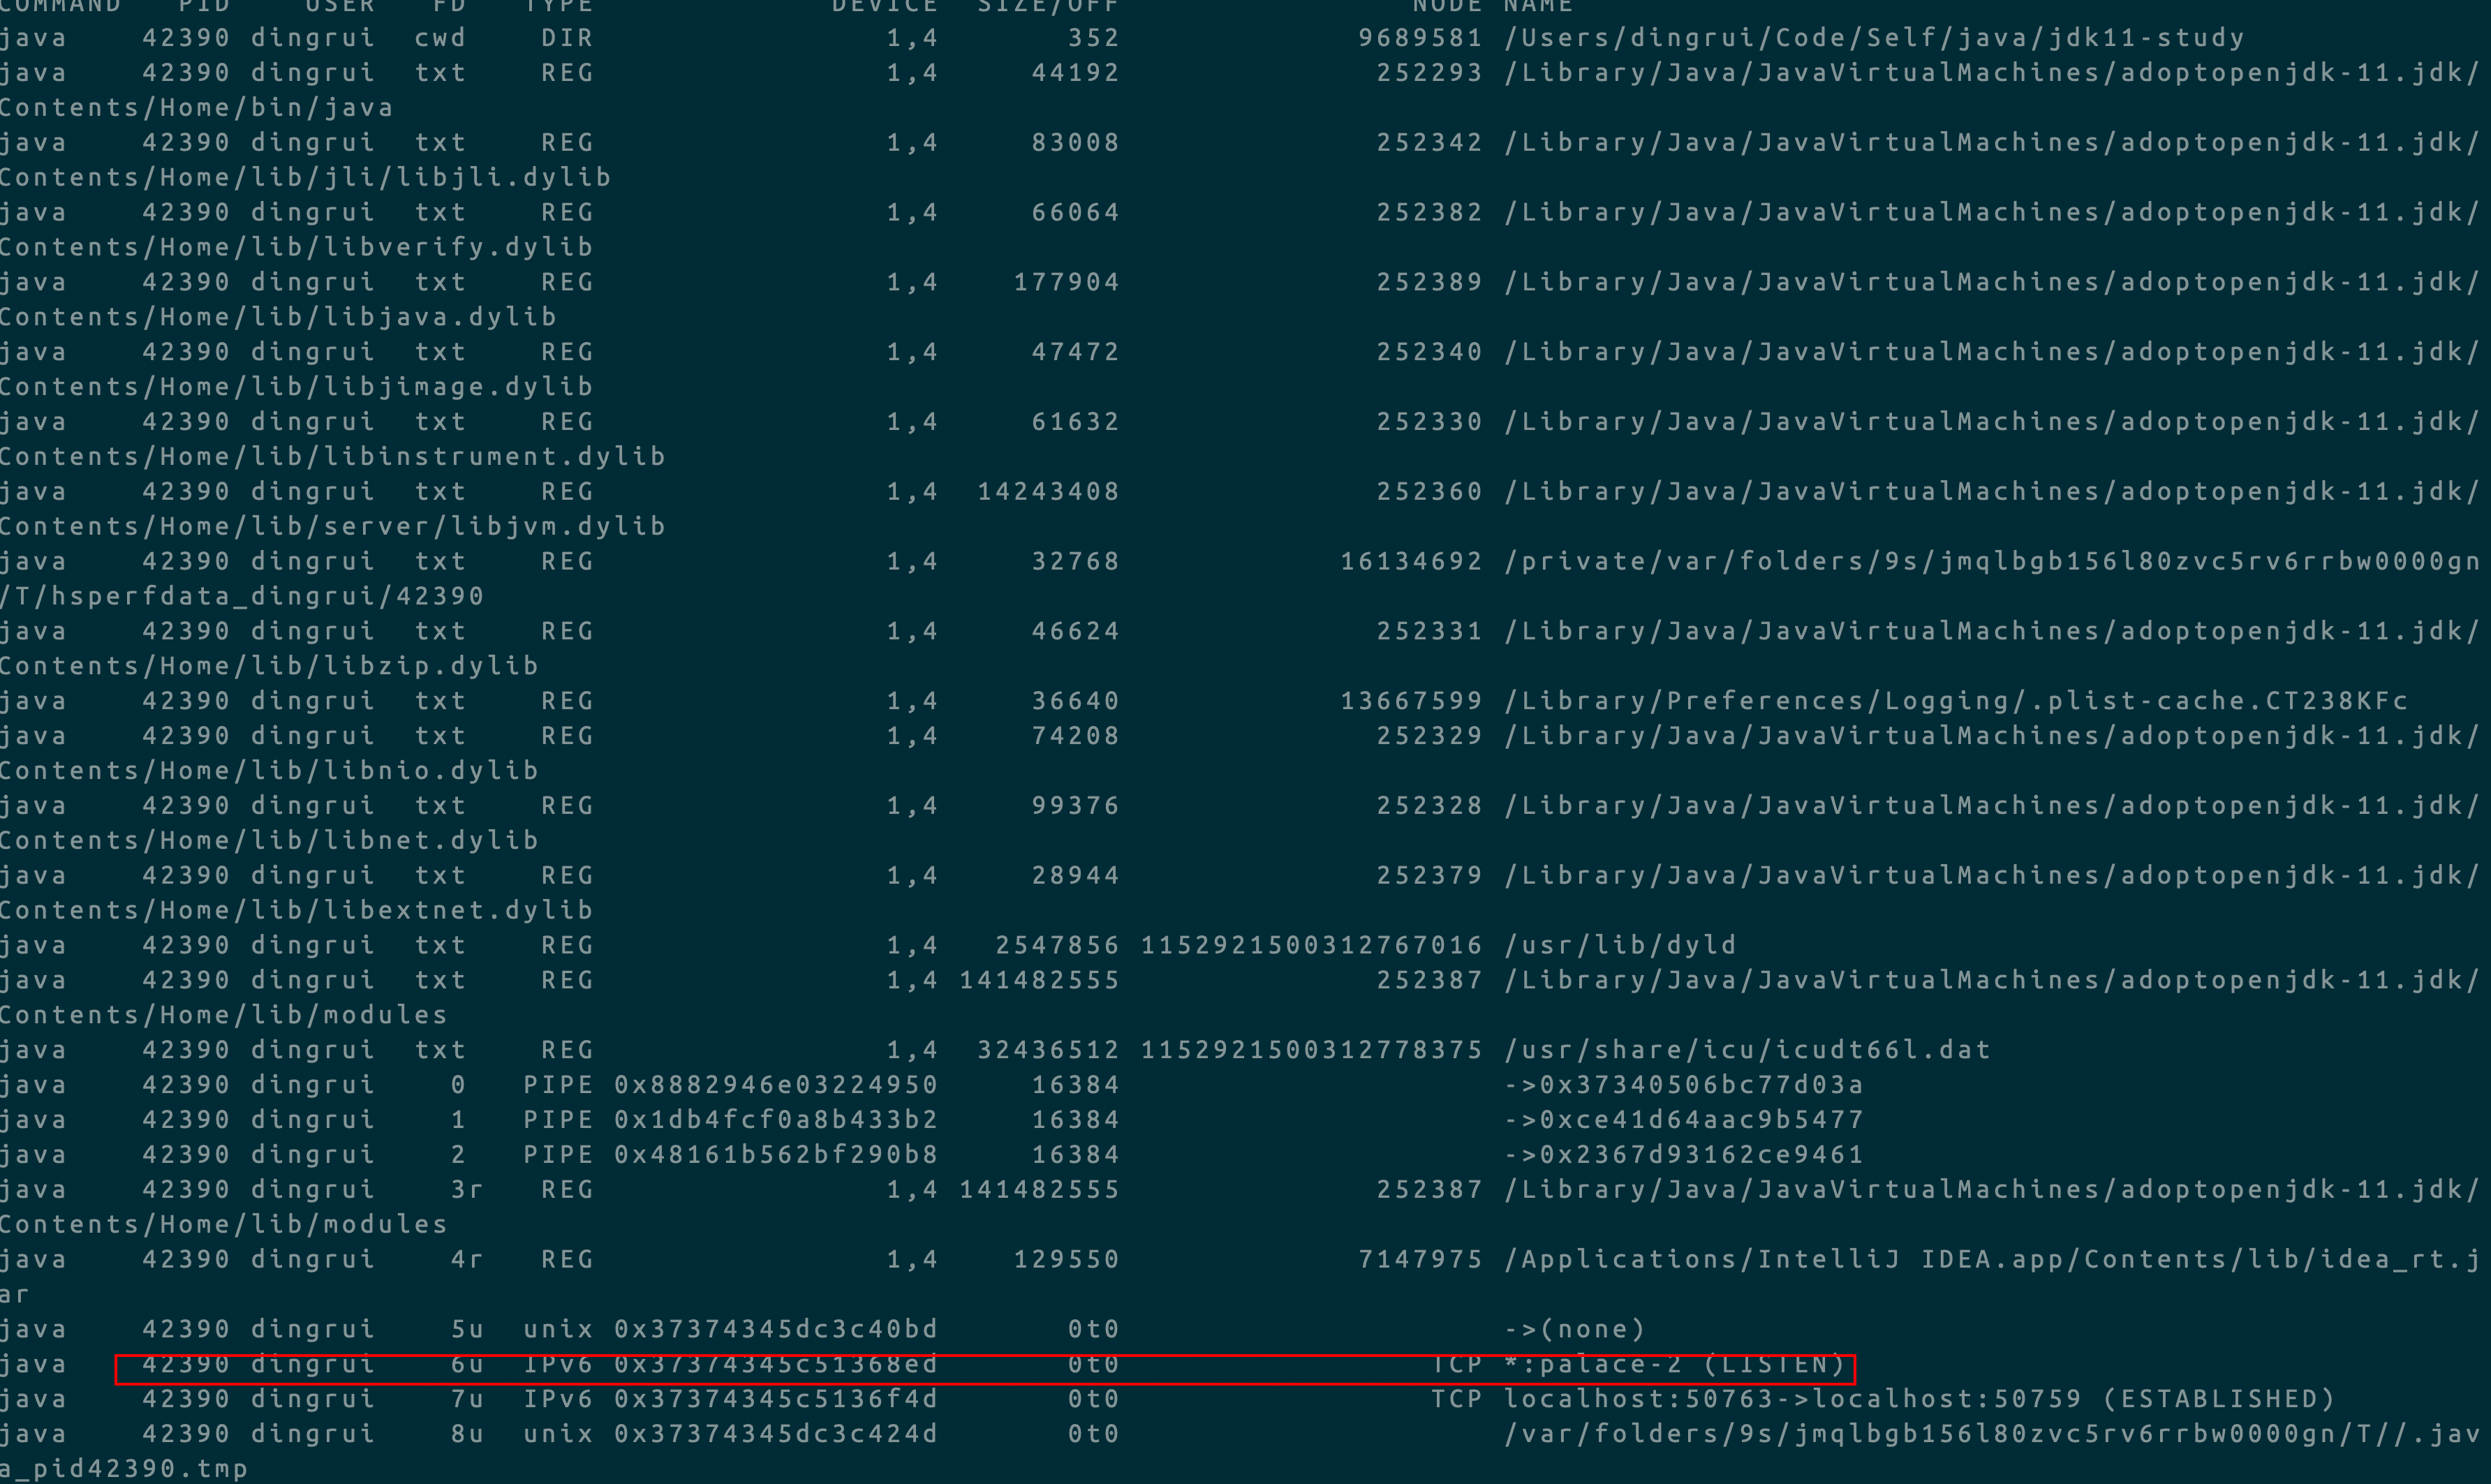 COMMAND PID USER FD TYPE DEVICE SIZE/OFF NODE NAME
java 42390 dingrui cwd DIR 1,4 352 9689581 /Users/dingrui/Code/Self/java/jdk11-study
java 42390 dingrui txt REG 1,4 44192 252293 /Library/Java/JavaVirtualMachines/adoptopenjdk-11.jdk/
Contents/Home/bin/java
java 42390 dingrui txt REG 1,4 83008 252342 /Library/Java/JavaVirtualMachines/adoptopenjdk-11.jdk/
Contents/Home/lib/jli/libjli.dylib
java 42390 dingrui txt REG 1,4 66064 252382 /Library/Java/JavaVirtualMachines/adoptopenjdk-11.jdk/
Contents/Home/lib/libverify.dylib
java 42390 dingrui txt REG 1,4 177904 252389 /Library/Java/JavaVirtualMachines/adoptopenjdk-11.jdk/
Contents/Home/lib/libjava.dylib
java 42390 dingrui txt REG 1,4 47472 252340 /Library/Java/JavaVirtualMachines/adoptopenjdk-11.jdk/
Contents/Home/lib/libjimage.dylib
java 42390 dingrui txt REG 1,4 61632 252330 /Library/Java/JavaVirtualMachines/adoptopenjdk-11.jdk/
Contents/Home/lib/libinstrument.dylib
java 42390 dingrui txt REG 1,4 14243408 252360 /Library/Java/JavaVirtualMachines/adoptopenjdk-11.jdk/
Contents/Home/lib/server/libjvm.dylib
java 42390 dingrui txt REG 1,4 32768 16134692 /private/var/folders/9s/jmqlbgb156l80zvc5rv6rrbw0000gn
/T/hsperfdata_dingrui/42390
java 42390 dingrui txt REG 1,4 46624 252331 /Library/Java/JavaVirtualMachines/adoptopenjdk-11.jdk/
Contents/Home/lib/libzip.dylib
java 42390 dingrui txt REG 1,4 36640 13667599 /Library/Preferences/Logging/.plist-cache.CT238KFc
java 42390 dingrui txt REG 1,4 74208 252329 /Library/Java/JavaVirtualMachines/adoptopenjdk-11.jdk/
Contents/Home/lib/libnio.dylib
java 42390 dingrui txt REG 1,4 99376 252328 /Library/Java/JavaVirtualMachines/adoptopenjdk-11.jdk/
Contents/Home/lib/libnet.dylib
java 42390 dingrui txt REG 1,4 28944 252379 /Library/Java/JavaVirtualMachines/adoptopenjdk-11.jdk/
Contents/Home/lib/libextnet.dylib
java 42390 dingrui txt REG 1,4 2547856 1152921500312767016 /usr/lib/dyld
java 42390 dingrui txt REG 1,4 141482555 252387 /Library/Java/JavaVirtualMachines/adoptopenjdk-11.jdk/
Contents/Home/lib/modules
java 42390 dingrui txt REG 1,4 32436512 1152921500312778375 /usr/share/icu/icudt66l.dat
java 42390 dingrui 0 PIPE 0x8882946e03224950 16384 ->0x37340506bc77d03a
java 42390 dingrui 1 PIPE 0x1db4fcf0a8b433b2 16384 ->0xce41d64aac9b5477
java 42390 dingrui 2 PIPE 0x48161b562bf290b8 16384 ->0x2367d93162ce9461
java 42390 dingrui 3r REG 1,4 141482555 252387 /Library/Java/JavaVirtualMachines/adoptopenjdk-11.jdk/
Contents/Home/lib/modules
java 42390 dingrui 4r REG 1,4 129550 7147975 /Applications/IntelliJ IDEA.app/Contents/lib/idea_rt.j
ar
java 42390 dingrui 5u unix 0x37374345dc3c40bd 0t0 ->(none)
java 42390 dingrui 6u IPv6 0x37374345c51368ed 0t0 TCP *:palace-2 (LISTEN)
java 42390 dingrui 7u IPv6 0x37374345c5136f4d 0t0 TCP localhost:50763->localhost:50759 (ESTABLISHED)
java 42390 dingrui 8u unix 0x37374345dc3c424d 0t0 /var/folders/9s/jmqlbgb156l80zvc5rv6rrbw0000gn/T//.jav
a_pid42390.tmp